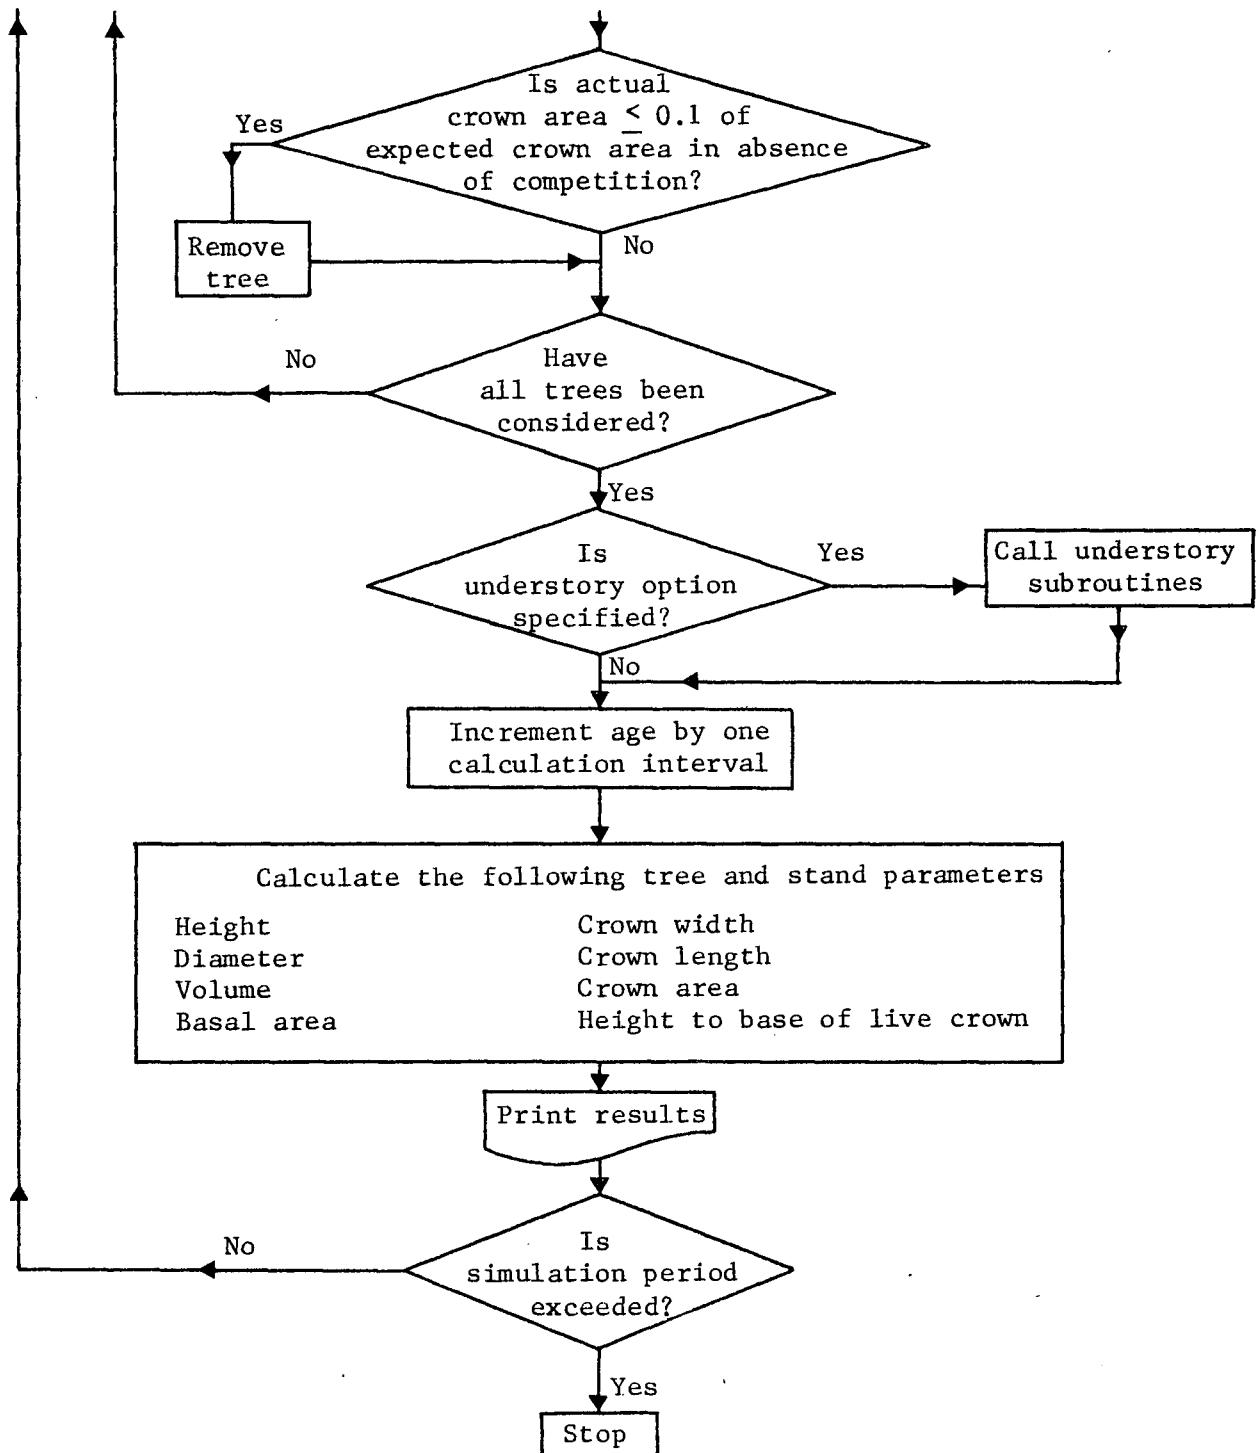 Is actual
crown area ≤ 0.1 of
expected crown area in absence
of competition?
Yes
Remove
tree
No
Have
all trees been
considered?
No
Yes
Is
understory option
specified?
Yes
Call understory
subroutines
No
Increment age by one
calculation interval
Calculate the following tree and stand parameters
Height
Diameter
Volume
Basal area
Crown width
Crown length
Crown area
Height to base of live crown
Print results
Is
simulation period
exceeded?
No
Yes
Stop